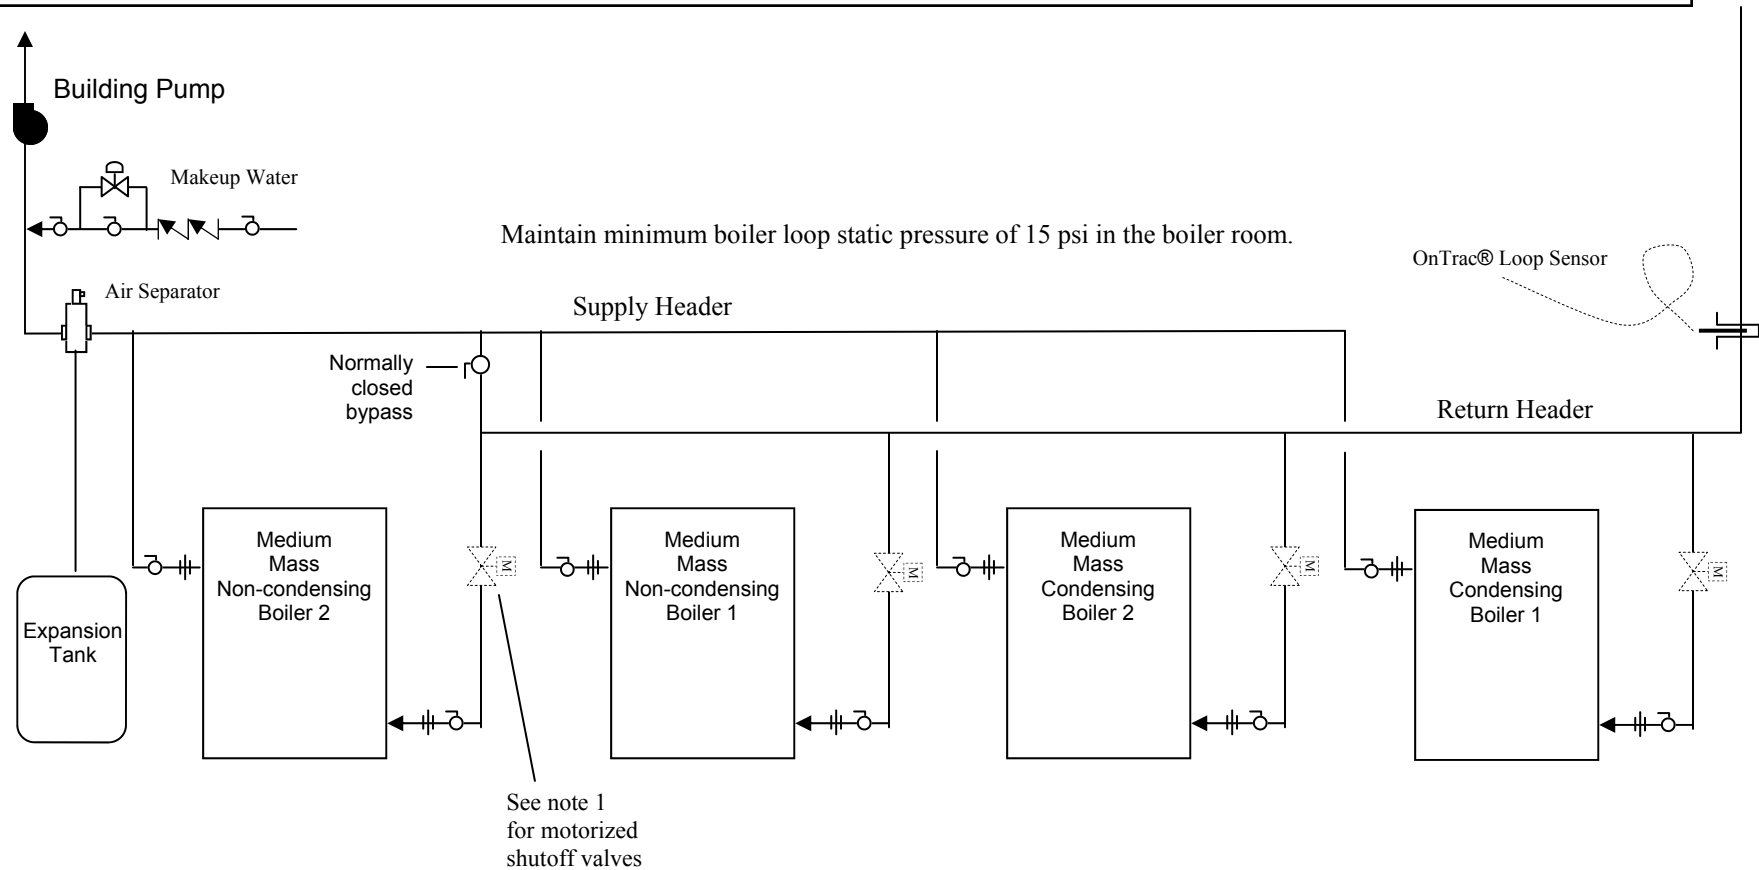 Building Pump
Makeup Water
Maintain minimum boiler loop static pressure of 15 psi in the boiler room.
OnTrac® Loop Sensor
Air Separator
Supply Header
Normally
closed
bypass
Return Header
Expansion
Tank
Medium
Mass
Non-condensing
Boiler 2
M
Medium
Mass
Non-condensing
Boiler 1
M
Medium
Mass
Condensing
Boiler 2
M
Medium
Mass
Condensing
Boiler 1
M
See note 1
for motorized
shutoff valves